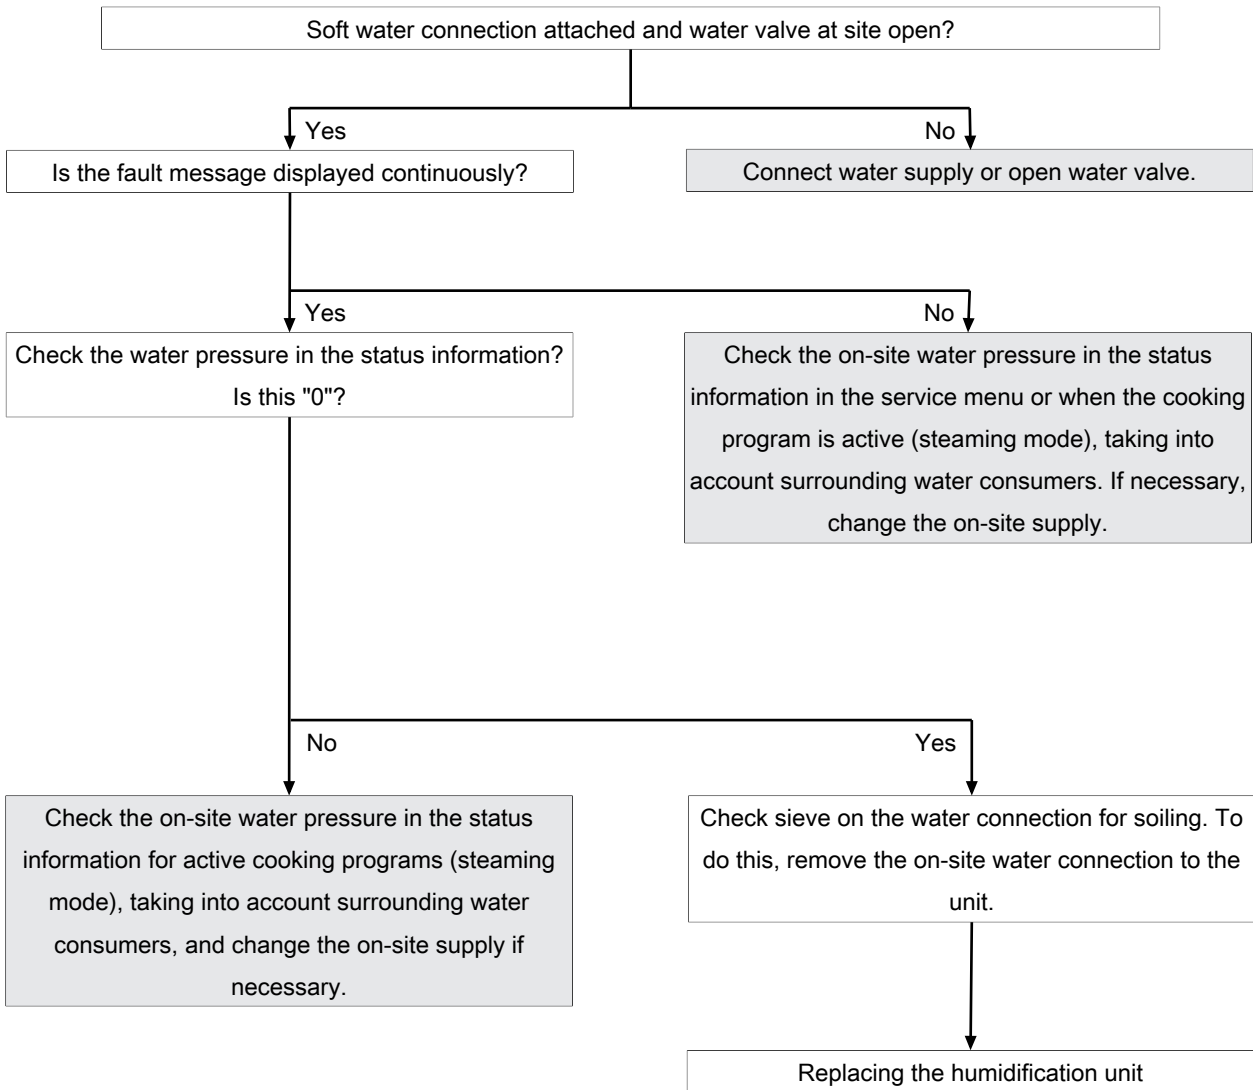 Soft water connection attached and water valve at site open?
Yes
No
Is the fault message displayed continuously?
Connect water supply or open water valve.
Yes
No
Check the water pressure in the status information?
Is this "0"?
Check the on-site water pressure in the status
information in the service menu or when the cooking
program is active (steaming mode), taking into
account surrounding water consumers. If necessary,
change the on-site supply.
No
Yes
Check the on-site water pressure in the status
information for active cooking programs (steaming
mode), taking into account surrounding water
consumers, and change the on-site supply if
necessary.
Check sieve on the water connection for soiling. To
do this, remove the on-site water connection to the
unit.
Replacing the humidification unit